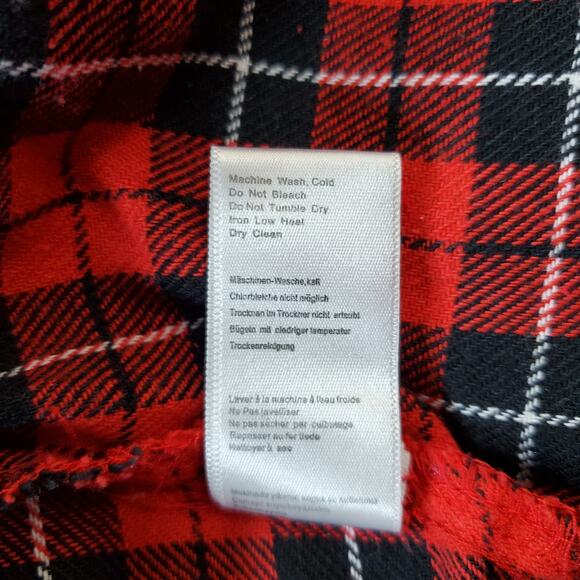 Machine Wash, Cold
Do Not Bleach
Do Not Tumble Dry
Iron Low Heat
Dry Clean
Mäschinen-Wasche,kalt
Chlorbleiche nicht möglich
Trocknen im Trockner nicht erlaubt
Bügeln mit niedriger temperatur
Trockenreinigung
Laver à la machine à l'eau froide
Ne Pas javelliser
Ne pas sécher par culbutage
Repasser au fer tiede
Nettoyer à sec